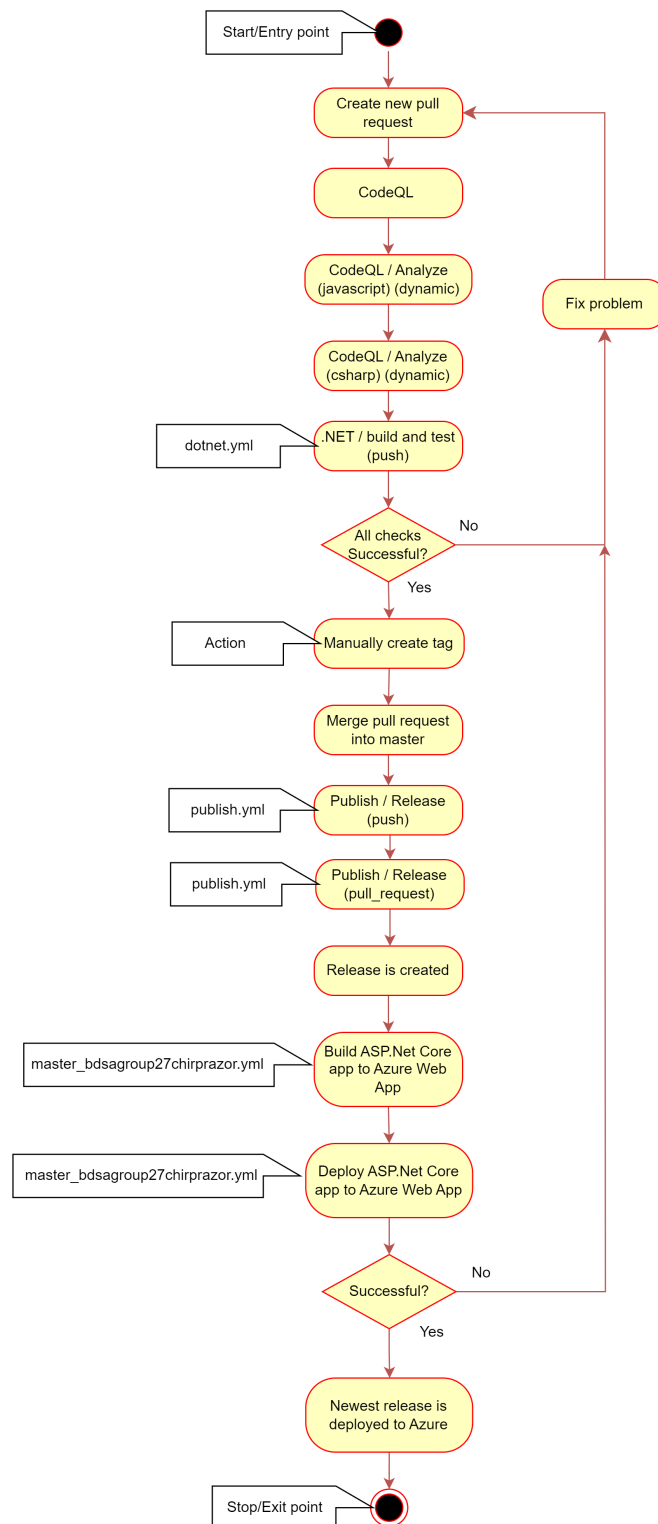 Start/Entry point
Create new pull
request
CodeQL
CodeQL / Analyze
(javascript) (dynamic)
Fix problem
CodeQL / Analyze
(csharp) (dynamic)
dotnet.yml
.NET / build and test
(push)
All checks
Successful?
No
Yes
Action
Manually create tag
Merge pull request
into master
publish.yml
Publish / Release
(push)
publish.yml
Publish / Release
(pull_request)
Release is created
master_bdsagroup27chirprazor.yml
Build ASP.Net Core
app to Azure Web
App
master_bdsagroup27chirprazor.yml
Deploy ASP.Net Core
app to Azure Web App
Successful?
No
Yes
Newest release is
deployed to Azure
Stop/Exit point